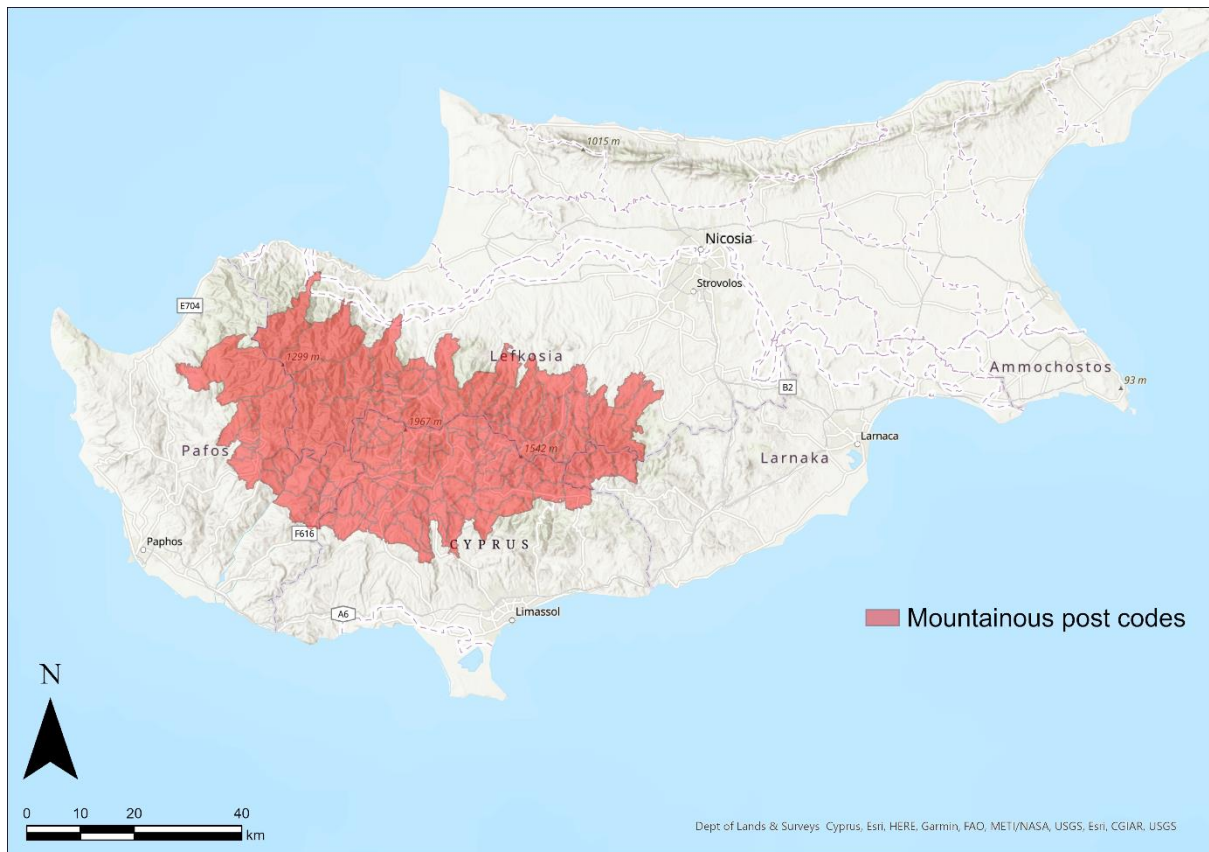 1015 m
Nicosia
Strovolos
E704
1299 m
Lefkosia
Ammochostos
93 m
B2
1967 m
Larnaca
Pafos
1542 m
Larnaka
F616
CYPRUS
Paphos
A6
Limassol
Mountainous post codes
N
0 10 20 40
km
Dept of Lands & Surveys Cyprus, Esri, HERE, Garmin, FAO, METI/NASA, USGS, Esri, CGIAR, USGS